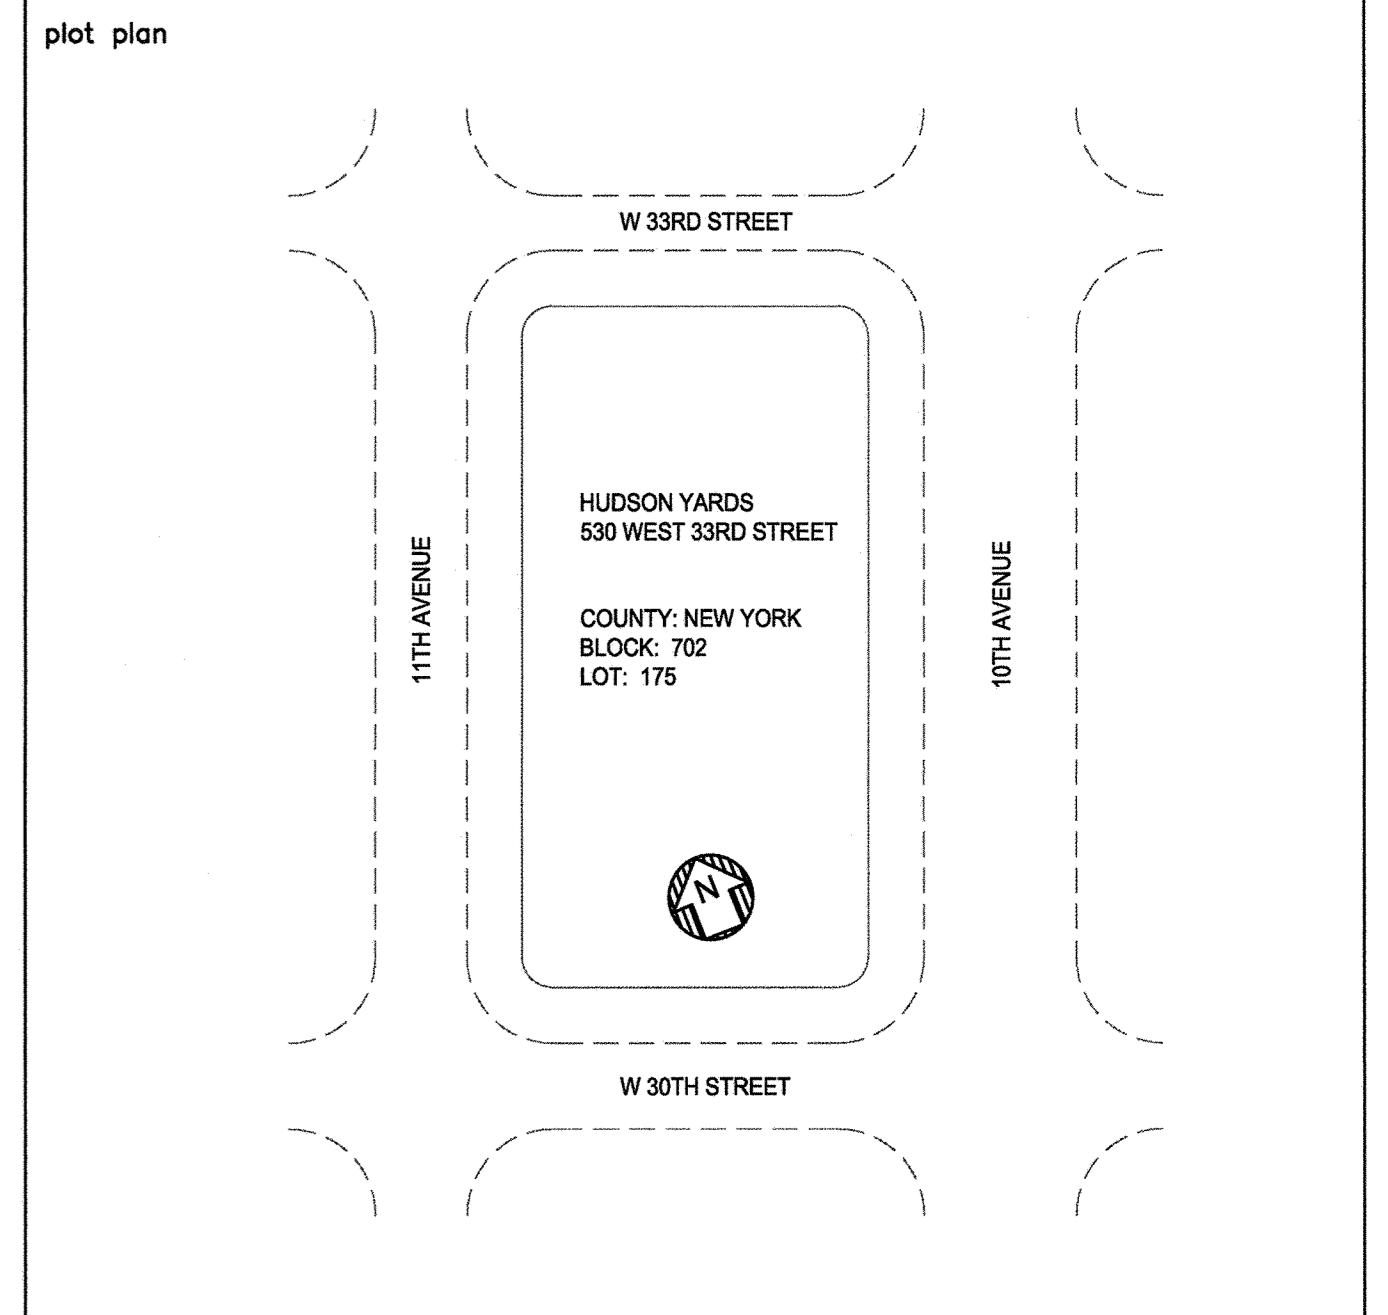 plot plan
W 33RD STREET
HUDSON YARDS
530 WEST 33RD STREET
11TH AVENUE
10TH AVENUE
COUNTY: NEW YORK
BLOCK: 702
LOT: 175
N
W 30TH STREET